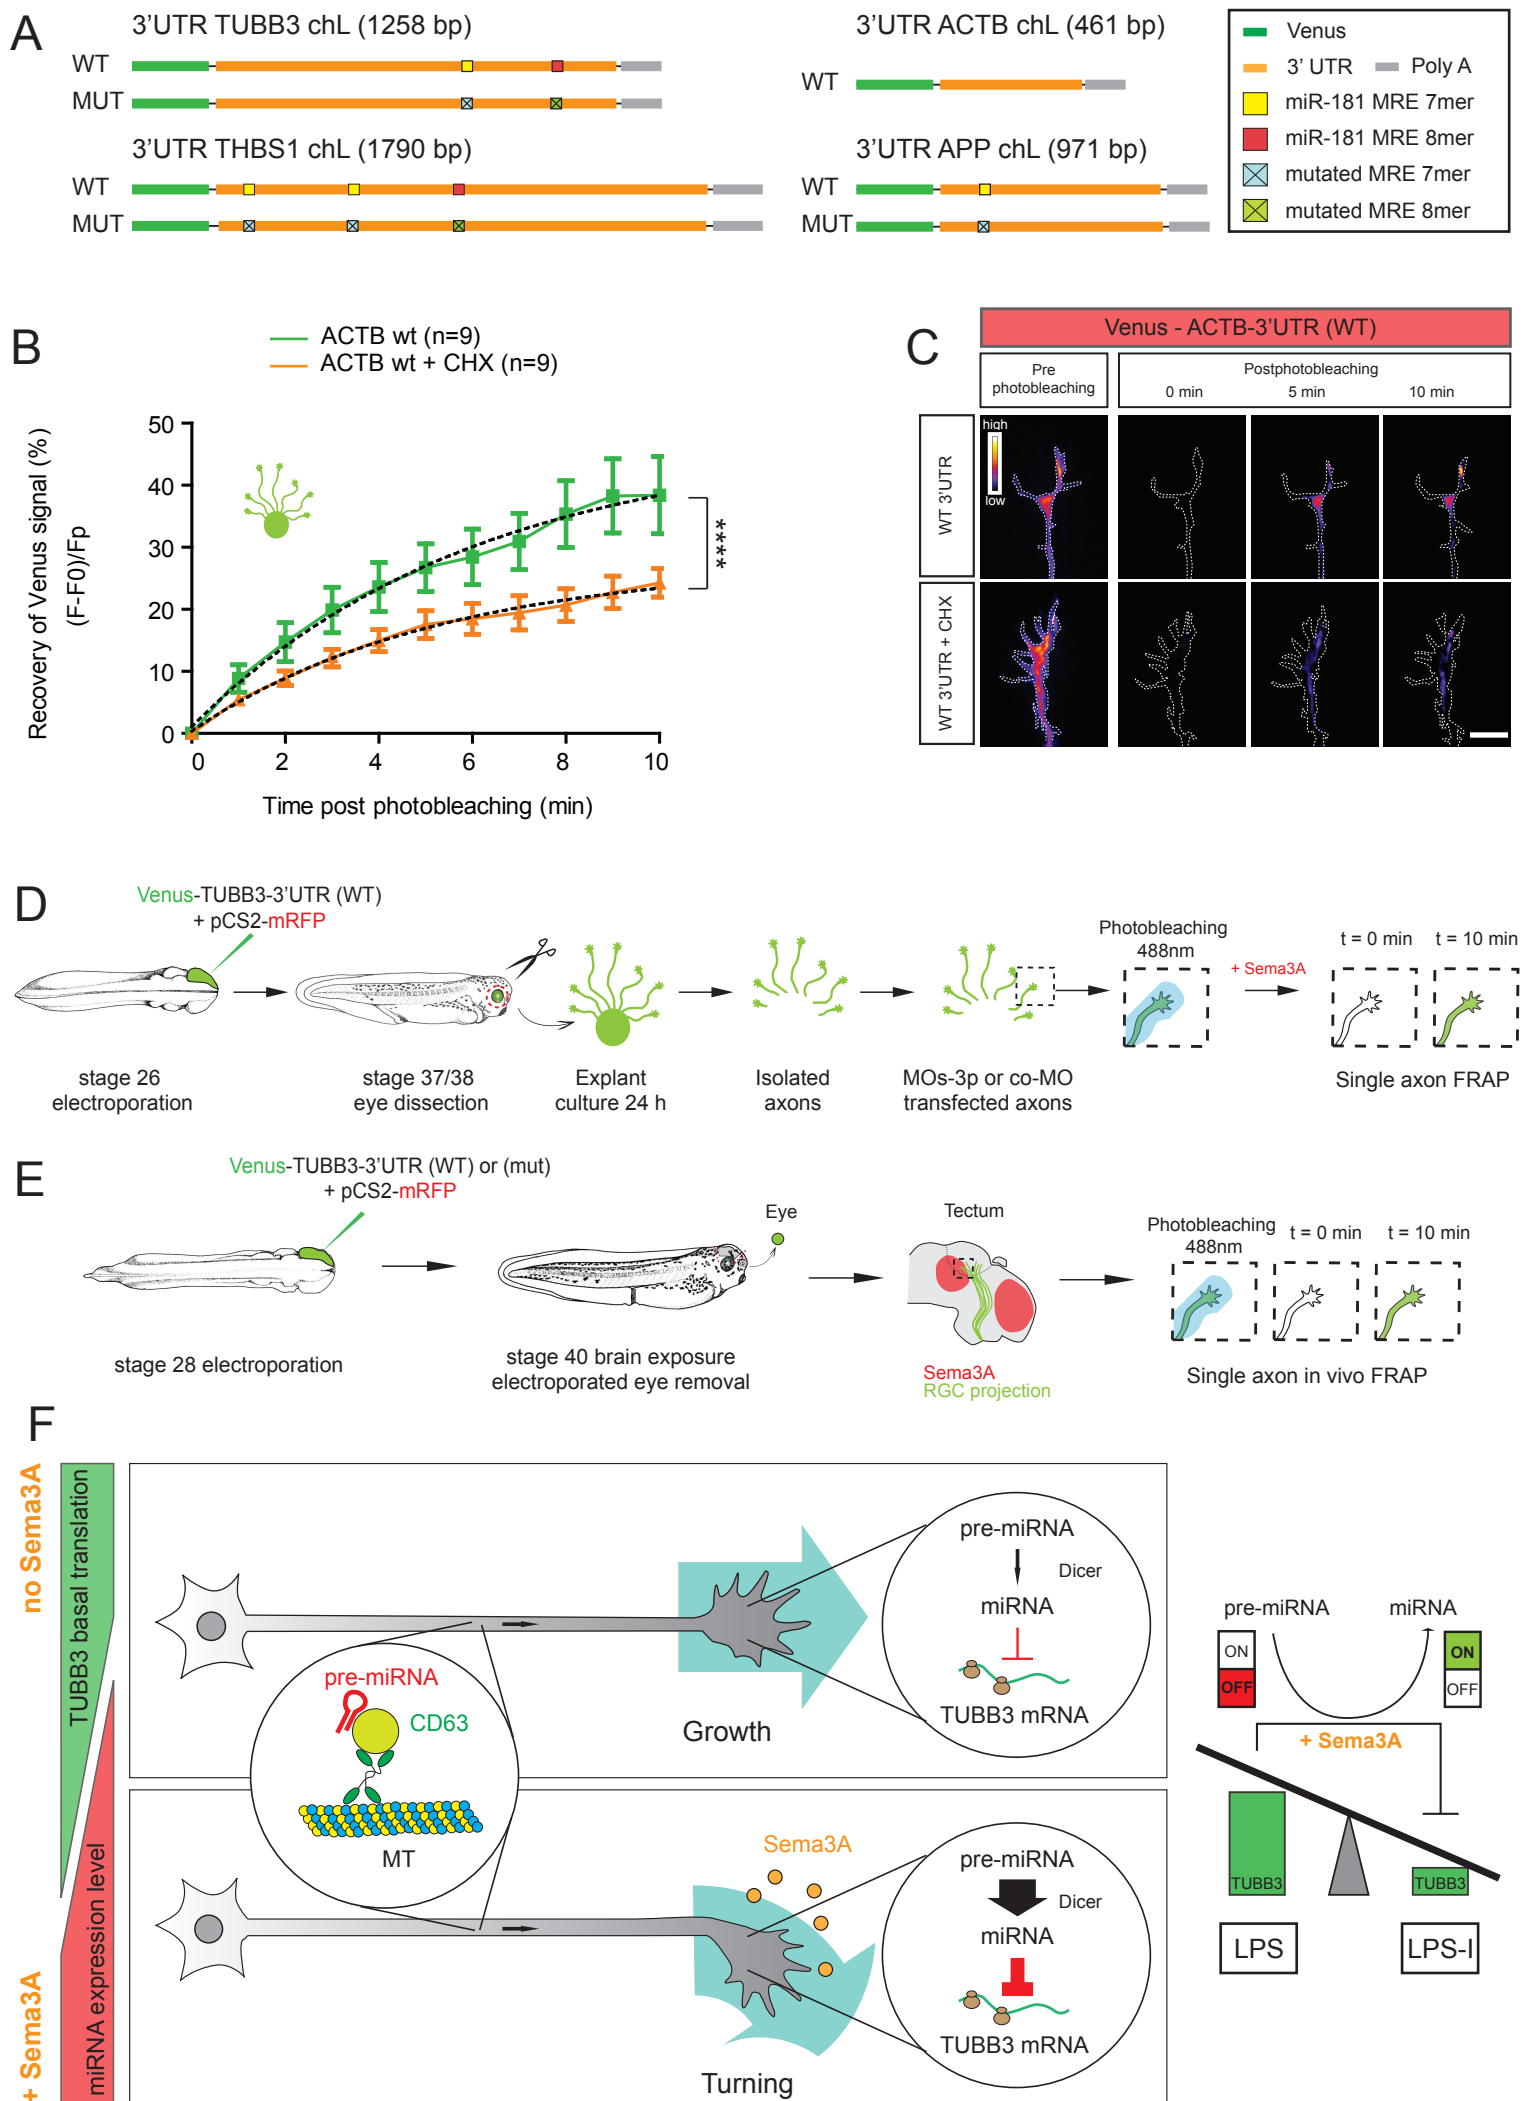 A
3'UTR TUBB3 chL (1258 bp)
WT
MUT
3'UTR THBS1 chL (1790 bp)
WT
MUT
3'UTR ACTB chL (461 bp)
WT
3'UTR APP chL (971 bp)
WT
MUT
Venus
3' UTR
Poly A
miR-181 MRE 7mer
miR-181 MRE 8mer
mutated MRE 7mer
mutated MRE 8mer
B
ACTB wt (n=9)
ACTB wt + CHX (n=9)
Recovery of Venus signal (%)
(F-F0)/Fp
50
40
30
20
10
0
0 2 4 6 8 10
Time post photobleaching (min)
****
C
Venus - ACTB-3'UTR (WT)
Pre
photobleaching
Postphotobleaching
0 min 5 min 10 min
WT 3'UTR
high
low
WT 3'UTR + CHX
D
Venus-TUBB3-3'UTR (WT)
+ pCS2-mRFP
stage 26
electroporation
stage 37/38
eye dissection
Explant
culture 24 h
Isolated
axons
MOs-3p or co-MO
transfected axons
Photobleaching
488nm
+ Sema3A
t = 0 min
t = 10 min
Single axon FRAP
E
Venus-TUBB3-3'UTR (WT) or (mut)
+ pCS2-mRFP
stage 28 electroporation
Eye
stage 40 brain exposure
electroporated eye removal
Tectum
Sema3A
RGC projection
Photobleaching
488nm
t = 0 min
t = 10 min
Single axon in vivo FRAP
F
no Sema3A
TUBB3 basal translation
+ Sema3A
miRNA expression level
pre-miRNA
CD63
MT
Growth
pre-miRNA
Dicer
miRNA
TUBB3 mRNA
Sema3A
Turning
pre-miRNA
Dicer
miRNA
TUBB3 mRNA
pre-miRNA
miRNA
ON
OFF
ON
OFF
+ Sema3A
TUBB3
TUBB3
LPS
LPS-I